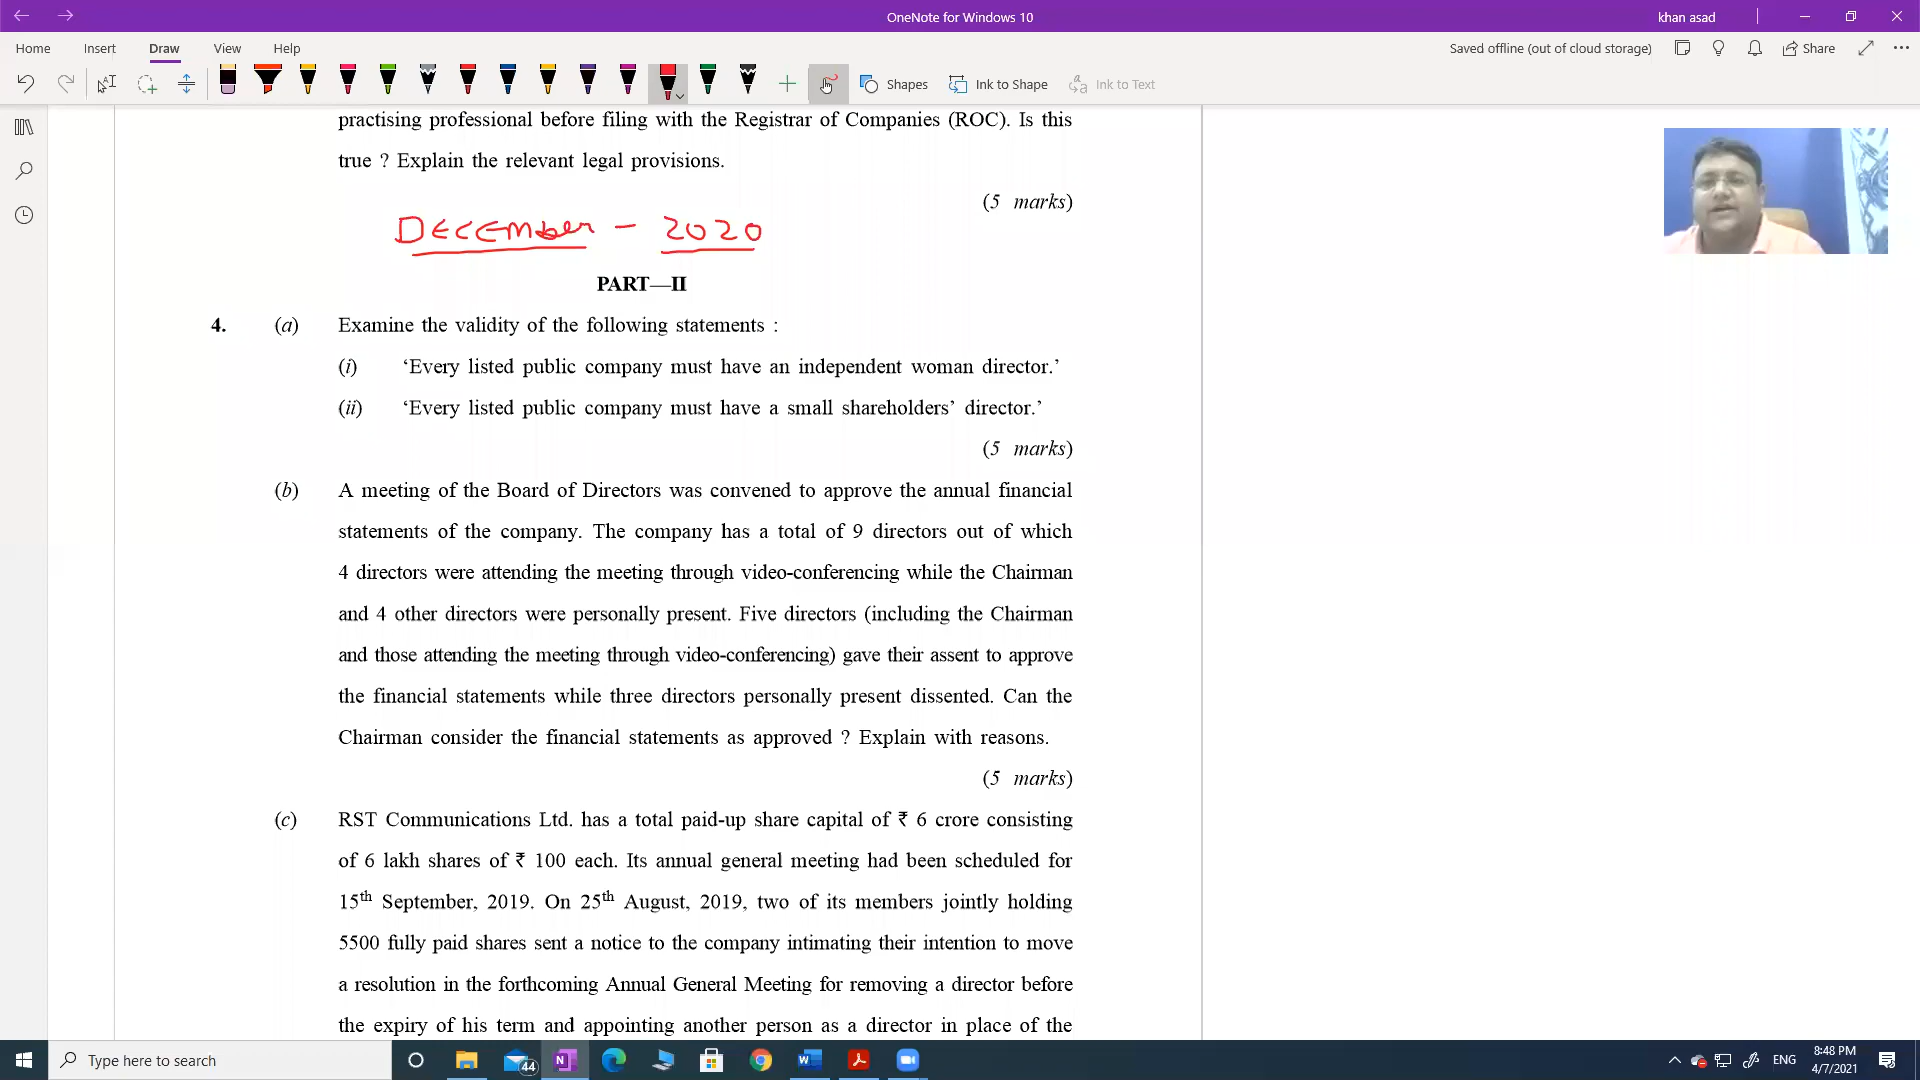 OneNote for Windows 10
khan asad
Home
Insert
Draw
View
Help
Saved offline (out of cloud storage)
Share
Shapes
Ink to Shape
Ink to Text
practising professional before filing with the Registrar of Companies (ROC). Is this
true ? Explain the relevant legal provisions.
(5 marks)
DECEMber - 2020
PART—II
4. (a) Examine the validity of the following statements :
(i) ‘Every listed public company must have an independent woman director.’
(ii) ‘Every listed public company must have a small shareholders’ director.’
(5 marks)
(b) A meeting of the Board of Directors was convened to approve the annual financial
statements of the company. The company has a total of 9 directors out of which
4 directors were attending the meeting through video-conferencing while the Chairman
and 4 other directors were personally present. Five directors (including the Chairman
and those attending the meeting through video-conferencing) gave their assent to approve
the financial statements while three directors personally present dissented. Can the
Chairman consider the financial statements as approved ? Explain with reasons.
(5 marks)
(c) RST Communications Ltd. has a total paid-up share capital of ₹ 6 crore consisting
of 6 lakh shares of ₹ 100 each. Its annual general meeting had been scheduled for
15th September, 2019. On 25th August, 2019, two of its members jointly holding
5500 fully paid shares sent a notice to the company intimating their intention to move
a resolution in the forthcoming Annual General Meeting for removing a director before
the expiry of his term and appointing another person as a director in place of the
Type here to search
44
ENG
8:48 PM
4/7/2021